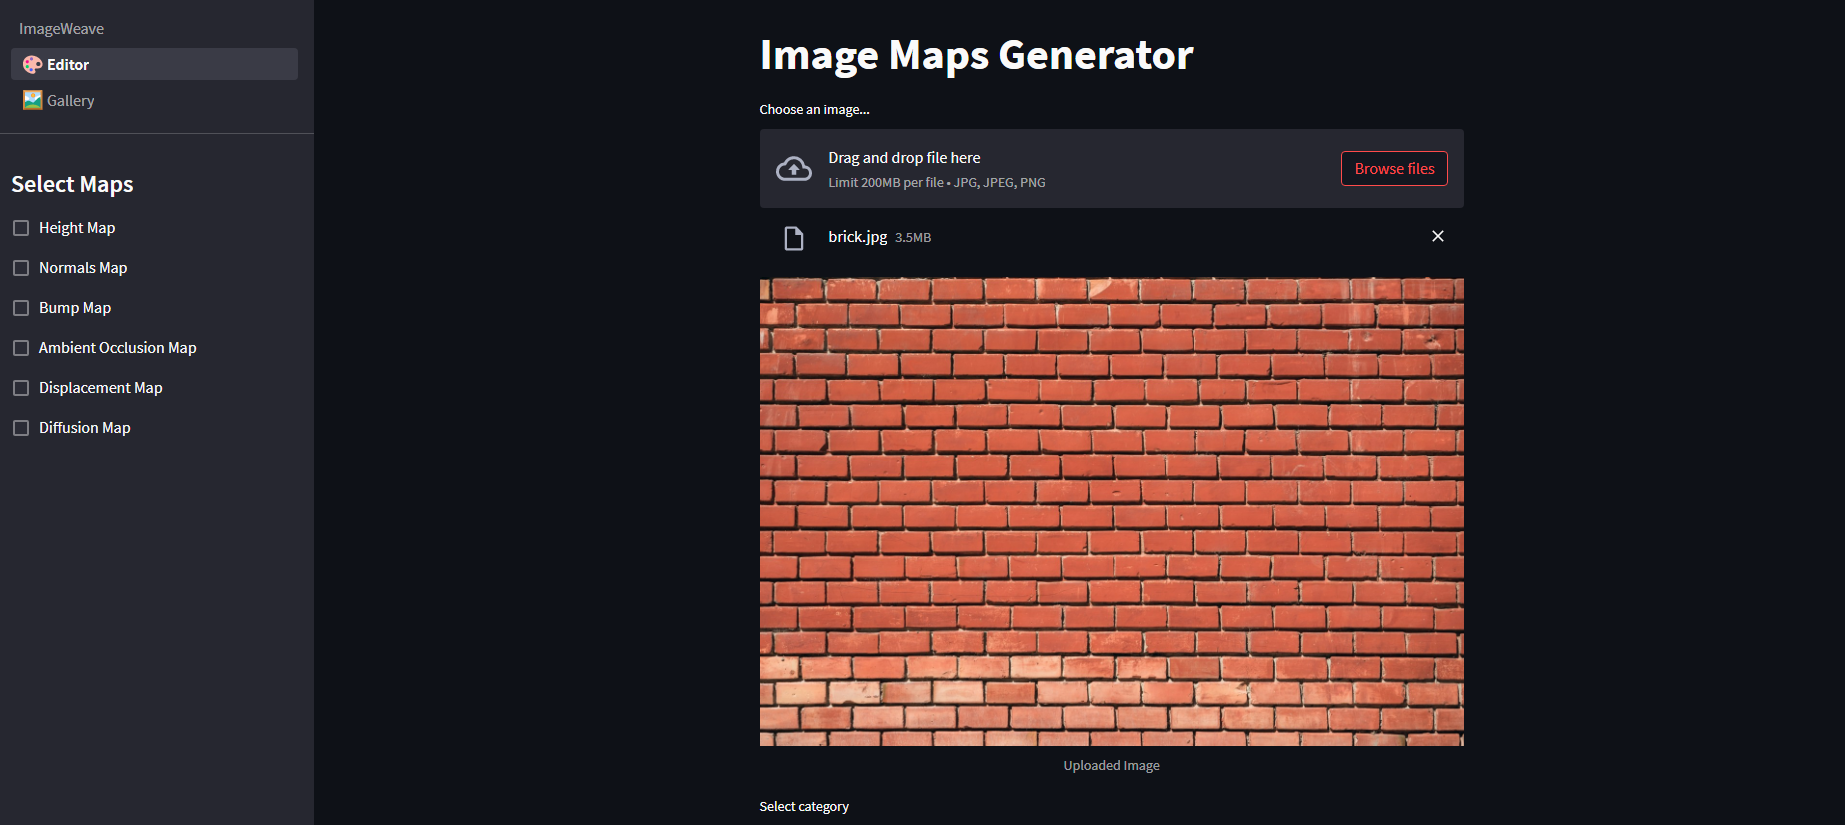 ImageWeave
Editor
Gallery
Select Maps
Height Map
Normals Map
Bump Map
Ambient Occlusion Map
Displacement Map
Diffusion Map
Image Maps Generator
Choose an image...
Drag and drop file here
Limit 200MB per file • JPG, JPEG, PNG
Browse files
brick.jpg 3.5MB
Uploaded Image
Select category